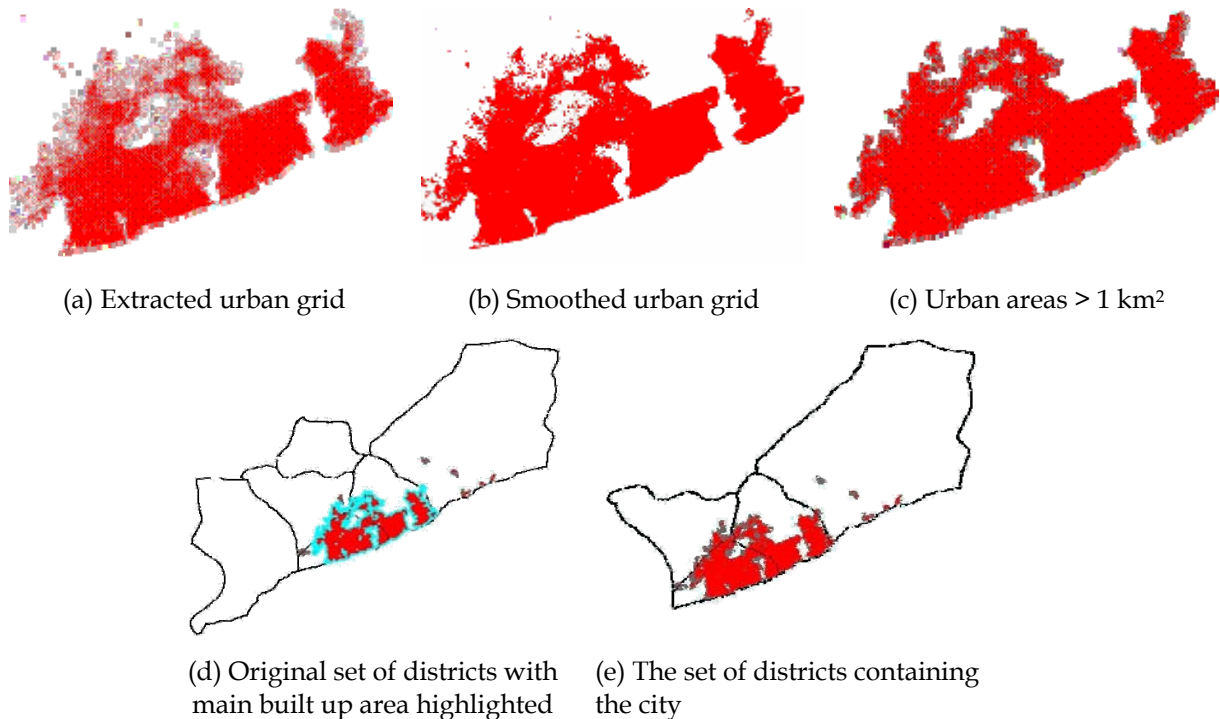 (a) Extracted urban grid
(b) Smoothed urban grid
(c) Urban areas > 1 km²
(d) Original set of districts with
main built up area highlighted
(e) The set of districts containing
the city